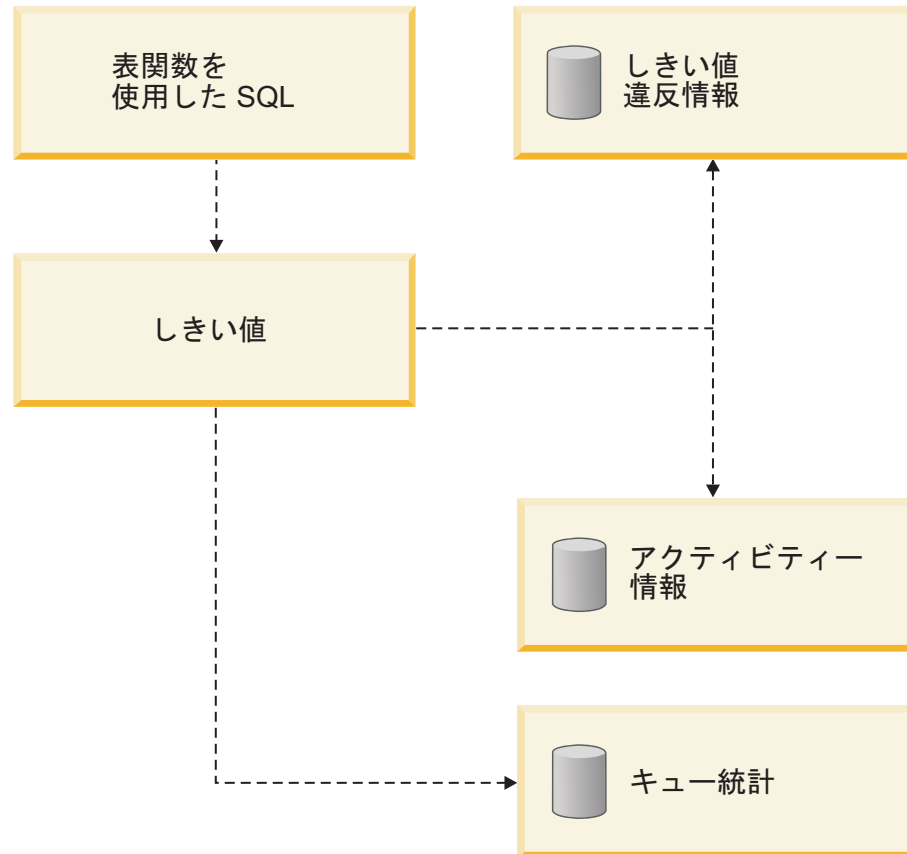 表関数を
使用した SQL
しきい値
違反情報
しきい値
アクティビティー
情報
キュー統計